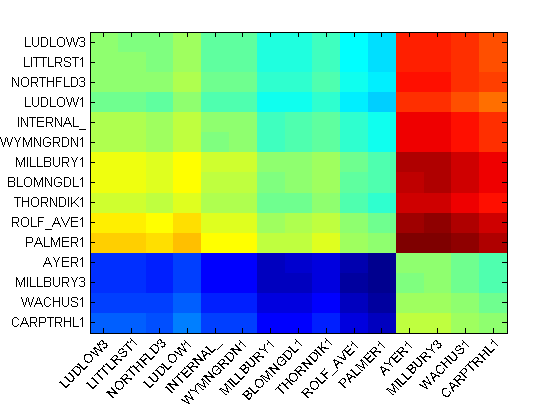 LUDLOW3
LITTLRST1
NORTHFLD3
LUDLOW1
INTERNAL_
WYMNGRDN1
MILLBURY1
BLOMNGDL1
THORNDIK1
ROLF_AVE1
PALMER1
AYER1
MILLBURY3
WACHUS1
CARPTRHL1
LUDLOW3
LITTLRST1
NORTHFLD3
LUDLOW1
INTERNAL_
WYMNGRDN1
MILLBURY1
BLOMNGDL1
THORNDIK1
ROLF_AVE1
PALMER1
AYER1
MILLBURY3
WACHUS1
CARPTRHL1